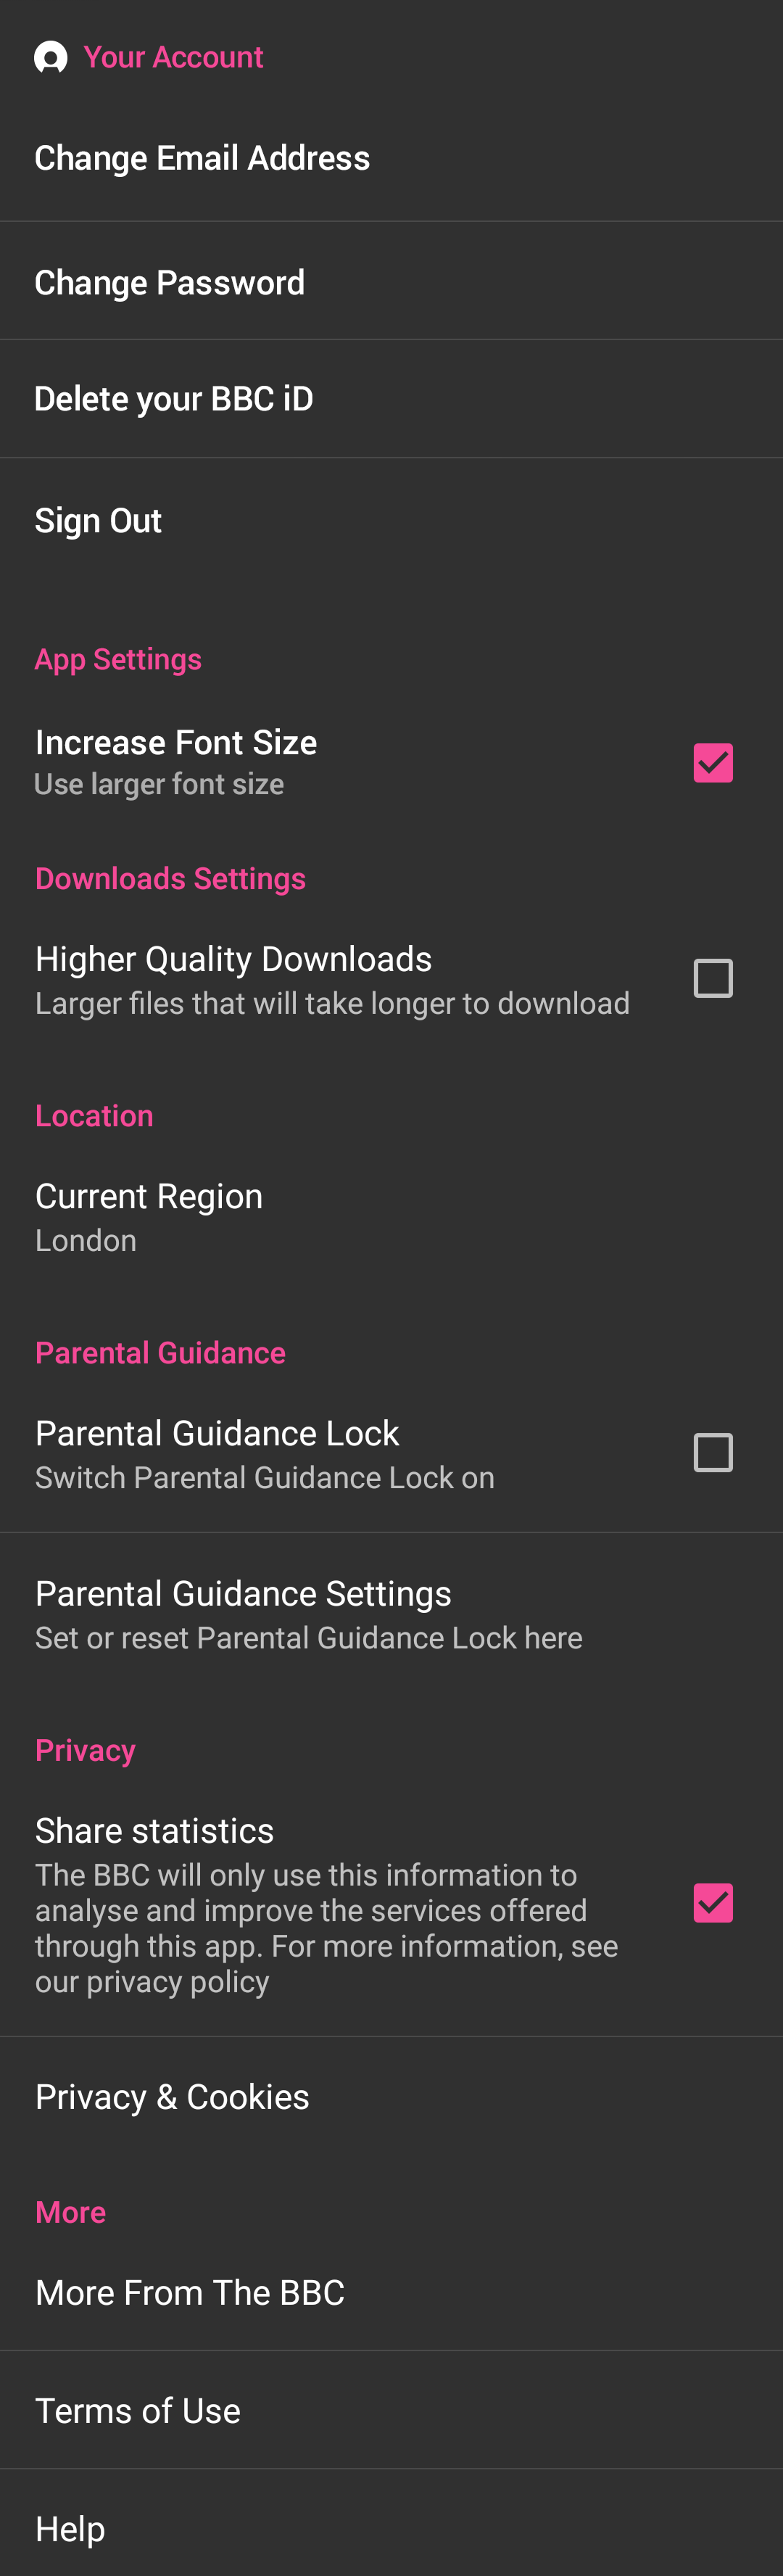 Your Account
Change Email Address
Change Password
Delete your BBC iD
Sign Out
App Settings
Increase Font Size
Use larger font size
Downloads Settings
Higher Quality Downloads
Larger files that will take longer to download
Location
Current Region
London
Parental Guidance
Parental Guidance Lock
Switch Parental Guidance Lock on
Parental Guidance Settings
Set or reset Parental Guidance Lock here
Privacy
Share statistics
The BBC will only use this information to
analyse and improve the services offered
through this app. For more information, see
our privacy policy
Privacy & Cookies
More
More From The BBC
Terms of Use
Help